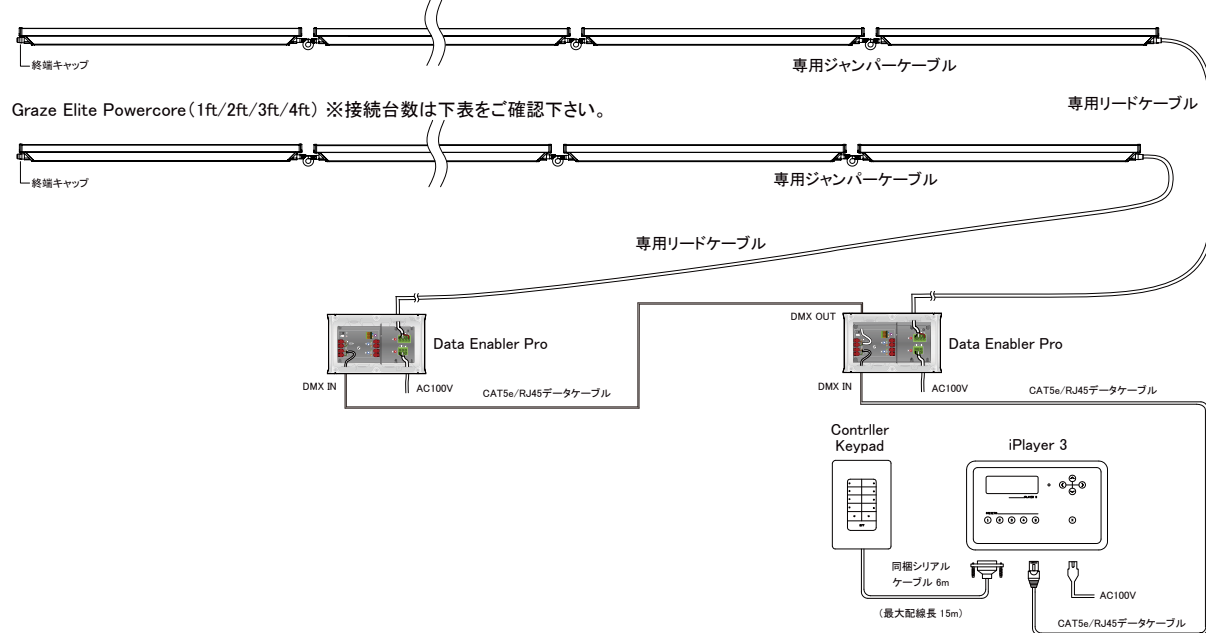 終端キャップ
専用ジャンパーケーブル
専用リードケーブル
Graze Elite Powercore(1ft/2ft/3ft/4ft) ※接続台数は下表をご確認下さい。
終端キャップ
専用ジャンパーケーブル
専用リードケーブル
DMX OUT
Data Enabler Pro
Data Enabler Pro
DMX IN
AC100V
CAT5e/RJ45データケーブル
DMX IN
AC100V
CAT5e/RJ45データケーブル
Contrller
Keypad
iPlayer 3
同梱シリアル
ケーブル 6m
(最大配線長 15m)
AC100V
CAT5e/RJ45データケーブル